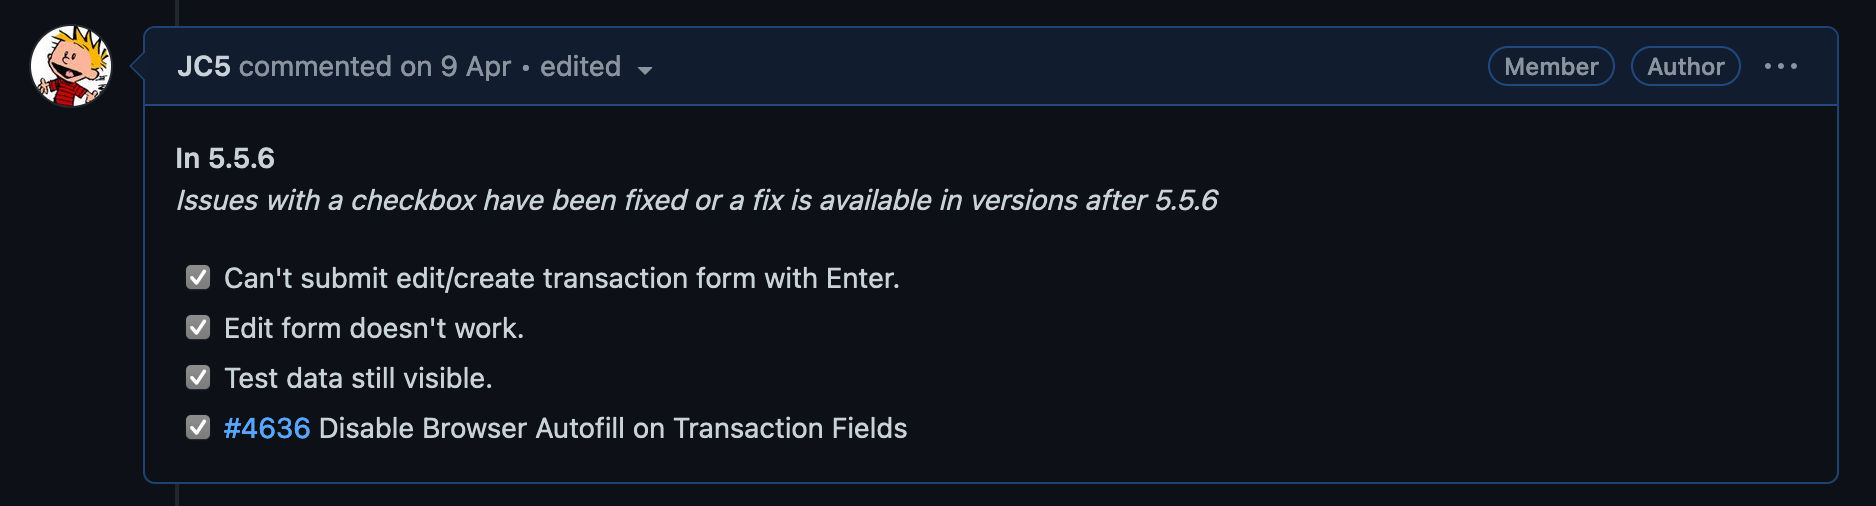 JC5 commented on 9 Apr • edited
Member
Author
In 5.5.6
Issues with a checkbox have been fixed or a fix is available in versions after 5.5.6
Can't submit edit/create transaction form with Enter.
Edit form doesn't work.
Test data still visible.
#4636 Disable Browser Autofill on Transaction Fields